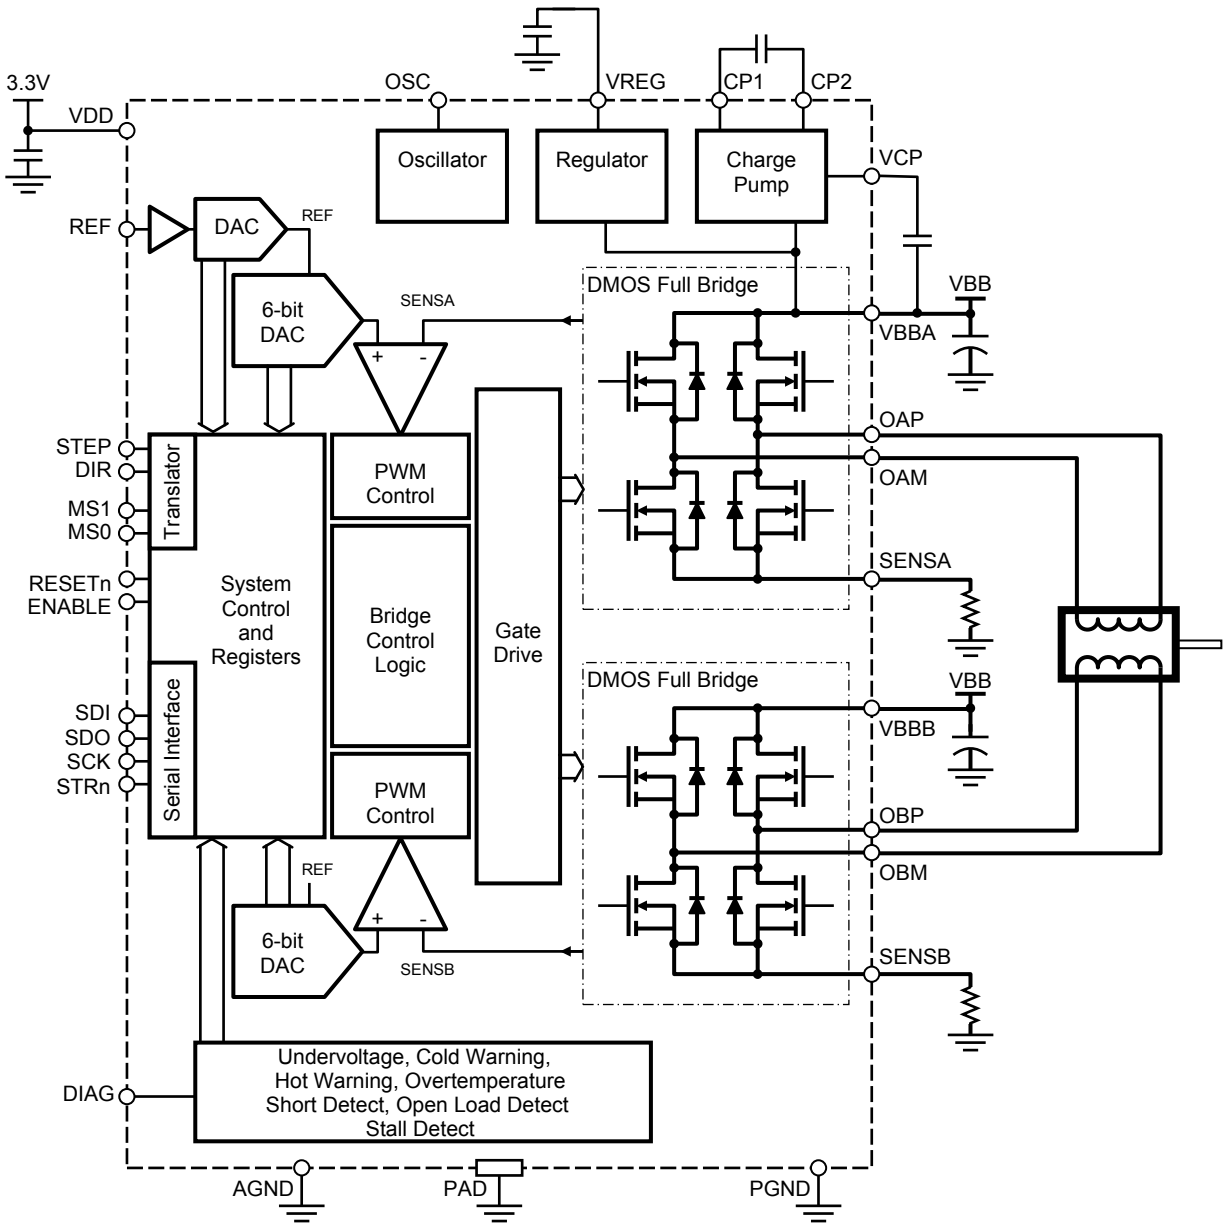 3.3V
OSC
VREG
CP1
CP2
VDD
Oscillator
Regulator
Charge
Pump
VCP
REF
DAC
REF
6-bit
DAC
SENSA
DMOS Full Bridge
VBB
VBBA
+
-
OAP
OAM
STEP
DIR
MS1
MS0
Translator
PWM
Control
RESETn
ENABLE
System
Control
and
Registers
Bridge
Control
Logic
Gate
Drive
SENSA
DMOS Full Bridge
VBB
VBBB
SDI
SDO
SCK
STRn
Serial Interface
PWM
Control
OBP
OBM
REF
6-bit
DAC
+
-
SENSB
SENSB
Undervoltage, Cold Warning,
Hot Warning, Overtemperature
Short Detect, Open Load Detect
Stall Detect
DIAG
AGND
PAD
PGND